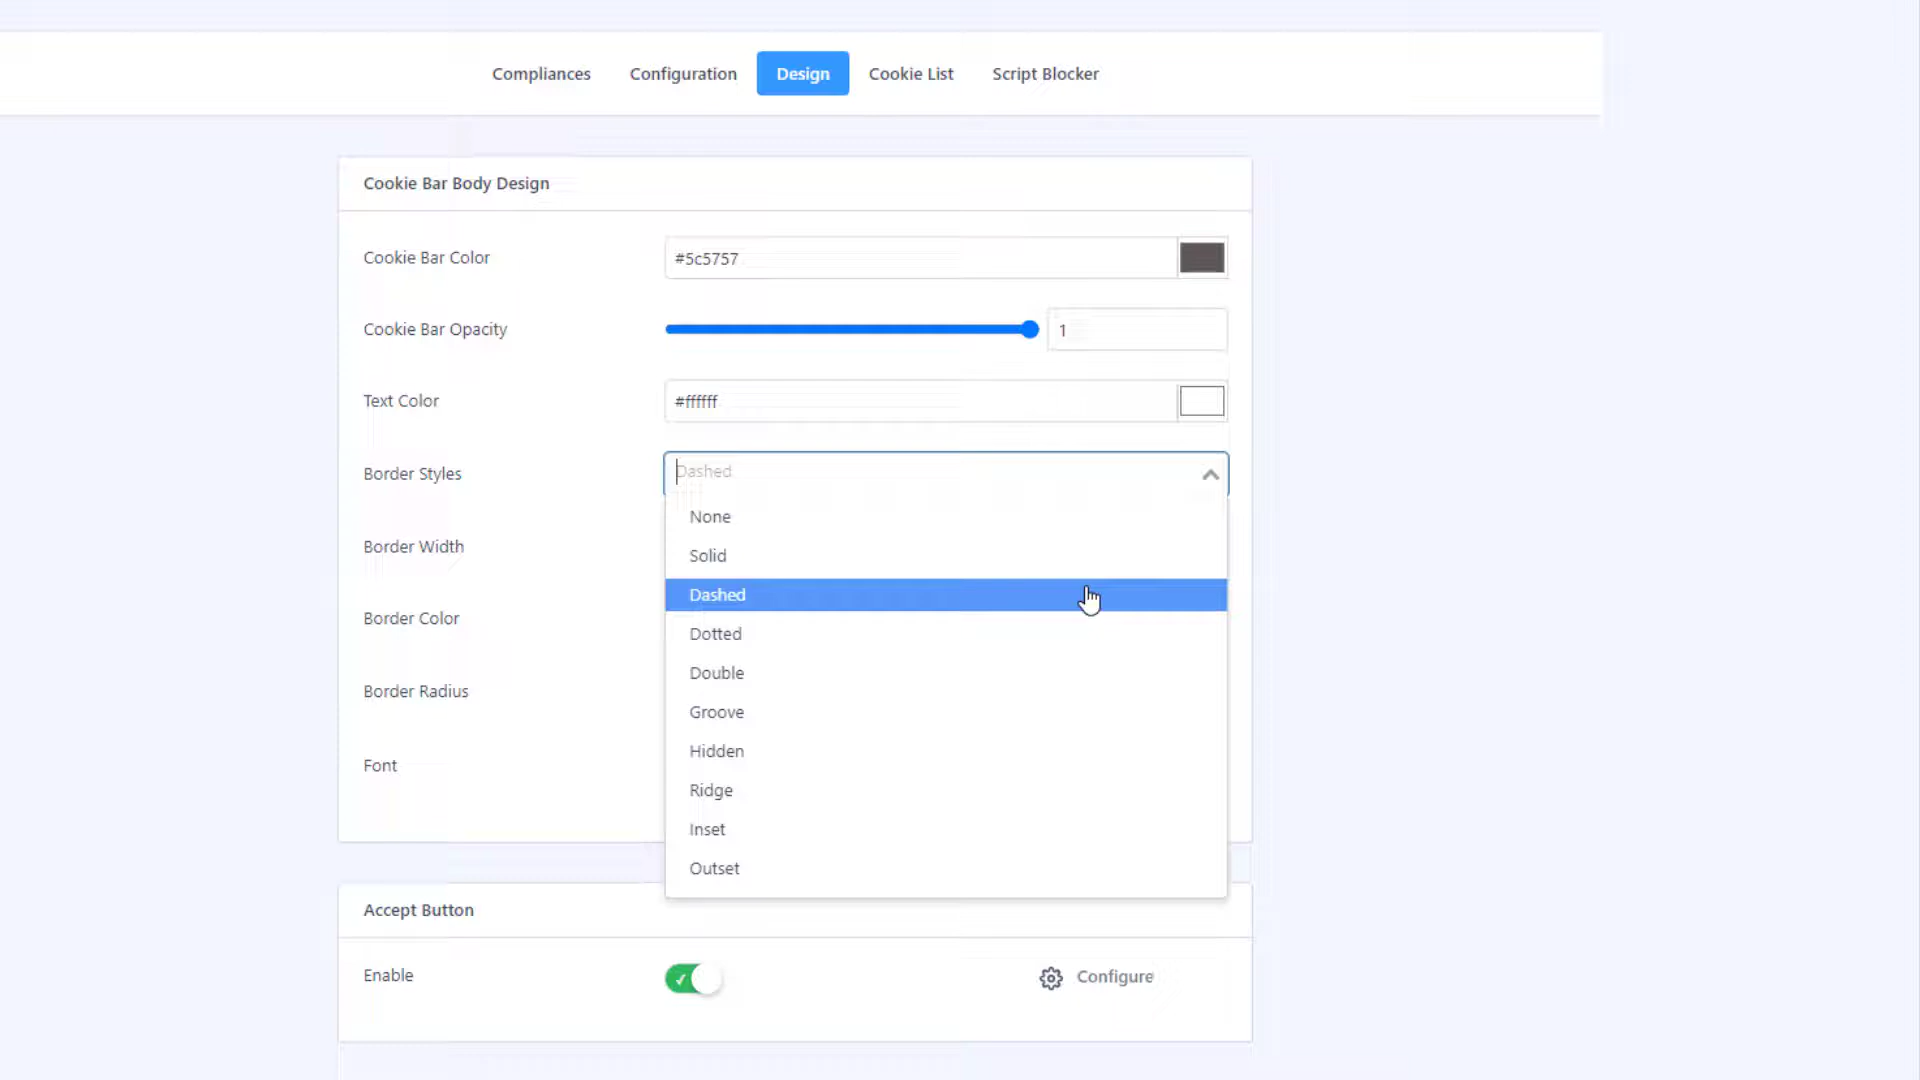 Compliances Configuration Design Cookie List Script Blocker
Cookie Bar Body Design
Cookie Bar Color #5c5757
Cookie Bar Opacity 1
Text Color #ffffff
Border Styles Dashed
None
Solid
Border Width
Dashed
Border Color
Dotted
Double
Border Radius
Groove
Hidden
Font
Ridge
Inset
Outset
Accept Button
Enable Configure